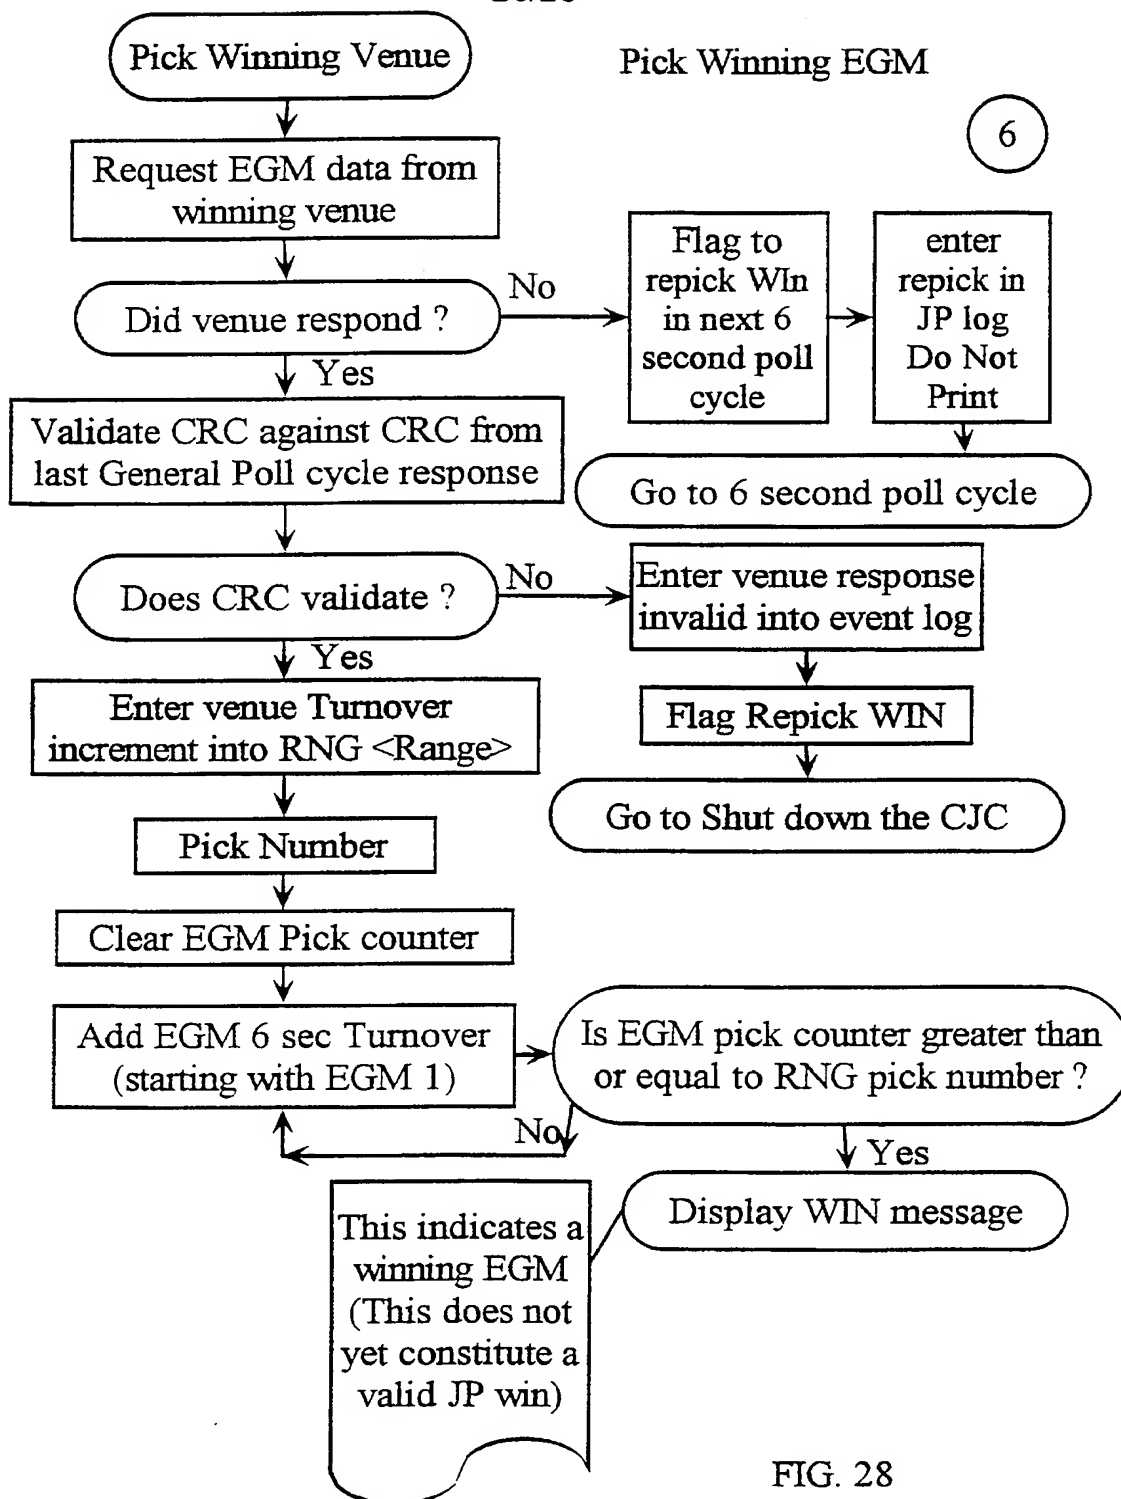 Pick Winning Venue
Pick Winning EGM
6
Request EGM data from
winning venue
Did venue respond ?
No
Flag to
repick WIn
in next 6
second poll
cycle
enter
repick in
JP log
Do Not
Print
Yes
Go to 6 second poll cycle
Validate CRC against CRC from
last General Poll cycle response
Does CRC validate ?
No
Enter venue response
invalid into event log
Yes
Flag Repick WIN
Go to Shut down the CJC
Enter venue Turnover
increment into RNG <Range>
Pick Number
Clear EGM Pick counter
Add EGM 6 sec Turnover
(starting with EGM 1)
Is EGM pick counter greater than
or equal to RNG pick number ?
No
Yes
Display WIN message
This indicates a
winning EGM
(This does not
yet constitute a
valid JP win)
FIG. 28